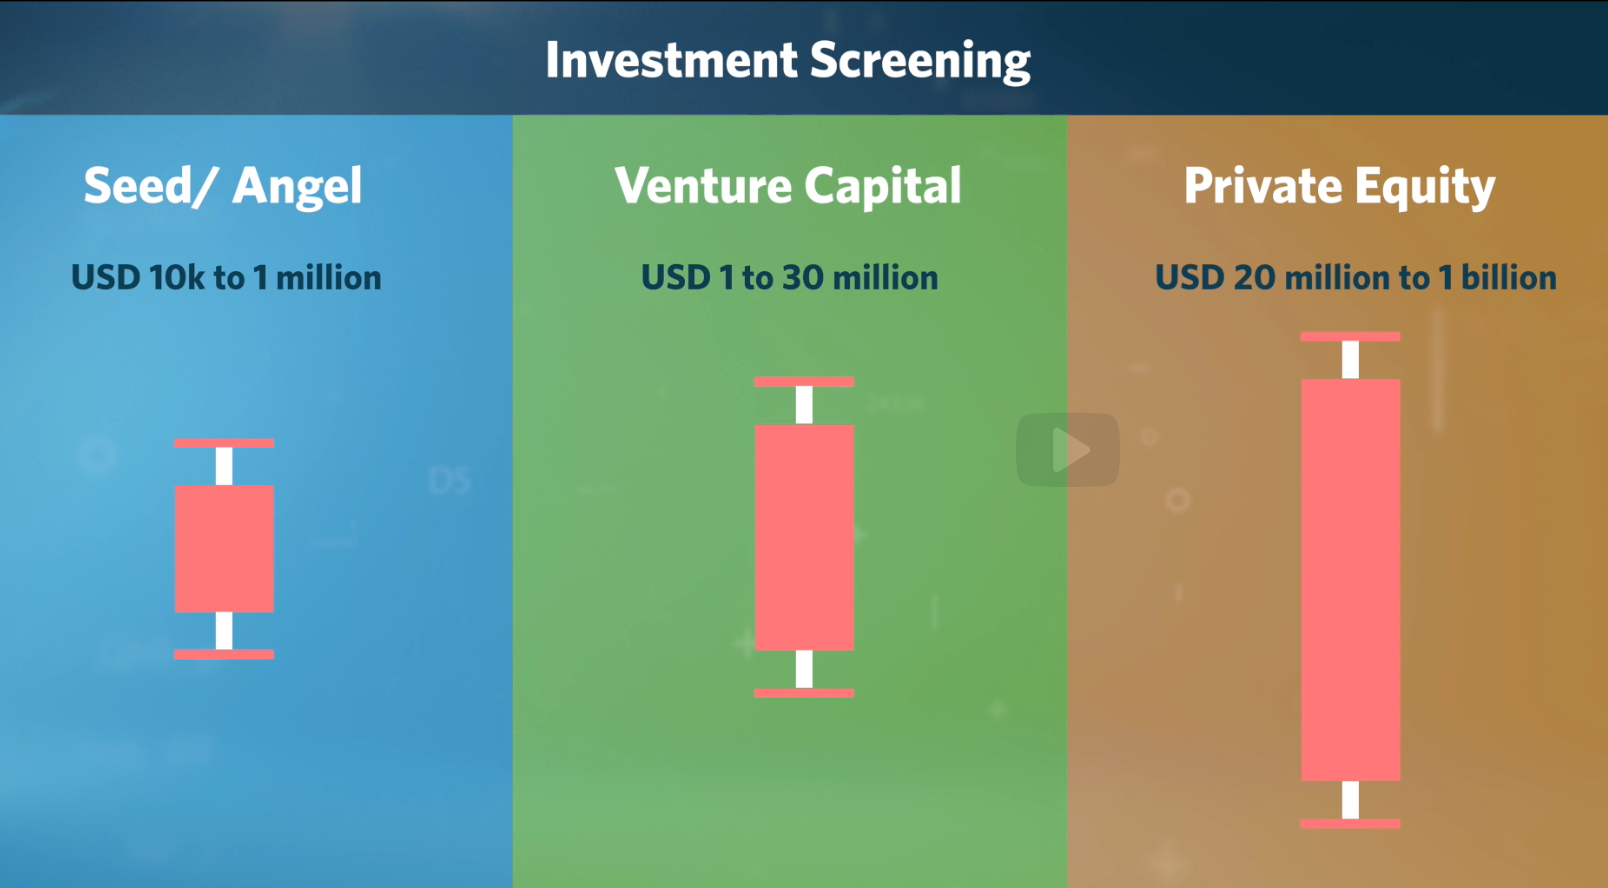 Investment Screening
Seed/ Angel
USD 10k to 1 million
Venture Capital
USD 1 to 30 million
Private Equity
USD 20 million to 1 billion
D5